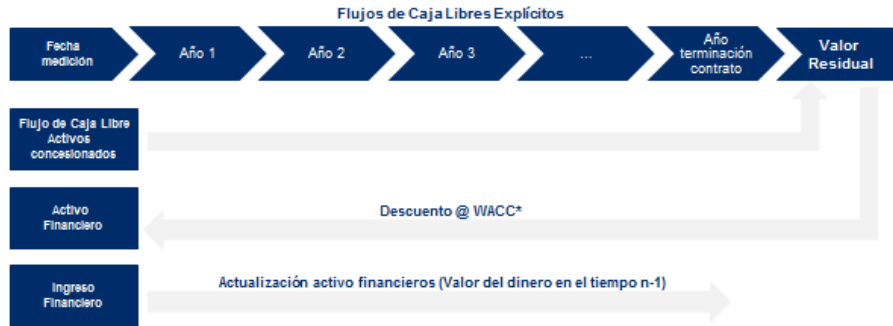 Flujos de Caja Libres Explícitos
Fecha
medición
Año 1
Año 2
Año 3
...
Año
terminación
contrato
Valor
Residual
Flujo de Caja Libre
Activos
concesionados
Activo
Financiero
Descuento @ WACC*
Ingreso
Financiero
Actualización activo financieros (Valor del dinero en el tiempo n-1)